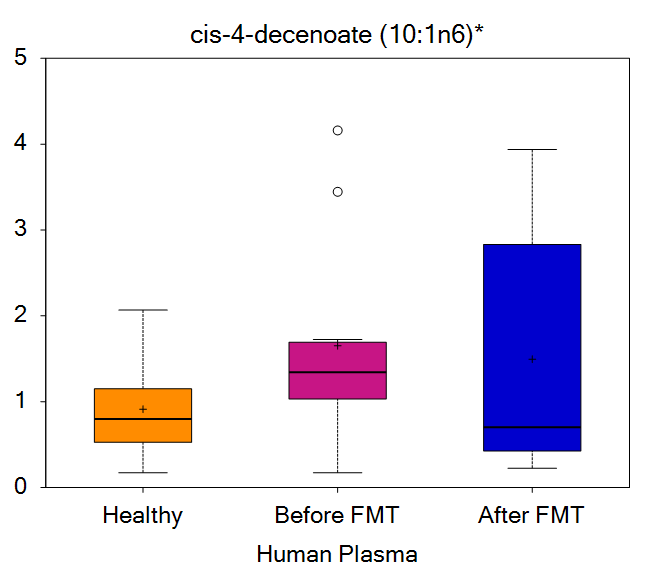 cis-4-decenoate (10:1n6)*
5
4
3
2
1
0
Healthy Before FMT After FMT
Human Plasma